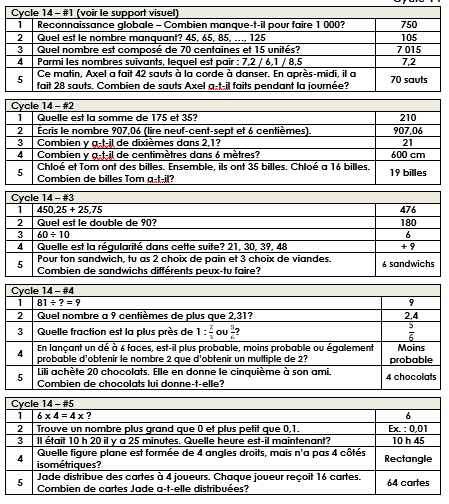 Cycle 14 – #1 (voir le support visuel)
1 Reconnaissance globale – Combien manque-t-il pour faire 1 000? 750
2 Quel est le nombre manquant? 45, 65, 85, …, 125 105
3 Quel nombre est composé de 70 centaines et 15 unités? 7 015
4 Parmi les nombres suivants, lequel est pair : 7,2 / 6,1 / 8,5 7,2
5 Ce matin, Axel a fait 42 sauts à la corde à danser. En après-midi, il a
fait 28 sauts. Combien de sauts Axel a-t-il faits pendant la journée? 70 sauts
Cycle 14 – #2
1 Quelle est la somme de 175 et 35? 210
2 Écris le nombre 907,06 (lire neuf-cent-sept et 6 centièmes). 907,06
3 Combien y a-t-il de dixièmes dans 2,1? 21
4 Combien y a-t-il de centimètres dans 6 mètres? 600 cm
5 Chloé et Tom ont des billes. Ensemble, ils ont 35 billes. Chloé a 16 billes.
Combien de billes Tom a-t-il? 19 billes
Cycle 14 – #3
1 450,25 + 25,75 476
2 Quel est le double de 90? 180
3 60 ÷ 10 6
4 Quelle est la régularité dans cette suite? 21, 30, 39, 48 + 9
5 Pour ton sandwich, tu as 2 choix de pain et 3 choix de viandes.
Combien de sandwichs différents peux-tu faire? 6 sandwichs
Cycle 14 – #4
1 81 ÷ ? = 9 9
2 Quel nombre a 9 centièmes de plus que 2,31? 2,4
3 Quelle fraction est la plus près de 1 : ou ? 5/6
4 En lançant un dé à 6 faces, est-il plus probable, moins probable ou également
probable d'obtenir le nombre 2 que d'obtenir un multiple de 2? Moins
probable
5 Lili achète 20 chocolats. Elle en donne le cinquième à son ami.
Combien de chocolats lui donne-t-elle? 4 chocolats
Cycle 14 – #5
1 6 x 4 = 4 x ? 6
2 Trouve un nombre plus grand que 0 et plus petit que 0,1. Ex. : 0,01
3 Il était 10 h 20 il y a 25 minutes. Quelle heure est-il maintenant? 10 h 45
4 Quelle figure plane est formée de 4 angles droits, mais n'a pas 4 côtés
isométriques? Rectangle
5 Jade distribue des cartes à 4 joueurs. Chaque joueur reçoit 16 cartes.
Combien de cartes Jade a-t-elle distribuées? 64 cartes